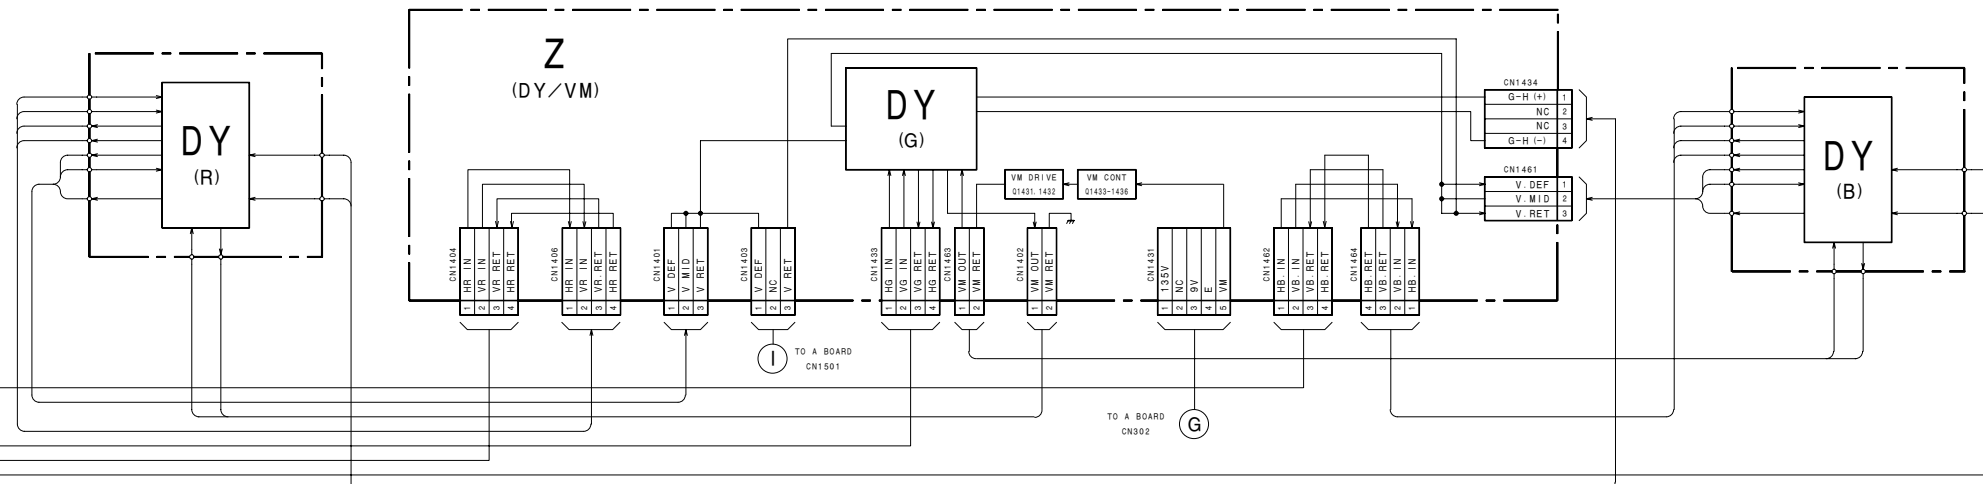 Z
(DY/VM)
DY
(R)
DY
(G)
DY
(B)
CN1434
G-H (+) 1
NC 2
NC 3
G-H (-) 4
CN1461
V. DEF 1
V. MID 2
V. RET 3
VM DRIVE
Q1431, 1432
VM CONT
Q1433-1436
CN1404
1 HR IN
2 VR IN
3 VR. RET
4 HR. RET
CN1406
1 HR IN
2 VR IN
3 VR. RET
4 HR. RET
CN1401
1 V DEF
2 V MID
3 V RET
CN1403
1 V DEF
2 NC
3 V RET
CN1433
1 HG IN
2 VG IN
3 VG RET
4 HG RET
CN1463
1 VM OUT
2 VM RET
CN1402
1 VM OUT
2 VM RET
CN1431
1 135V
2 NC
3 9V
4 E
5 VM
CN1462
1 HB. IN
2 VB. IN
3 VB. RET
4 HB. RET
CN1464
4 HB. RET
3 VB. RET
2 VB. IN
1 HB. IN
I
TO A BOARD
CN1501
TO A BOARD
CN302
G